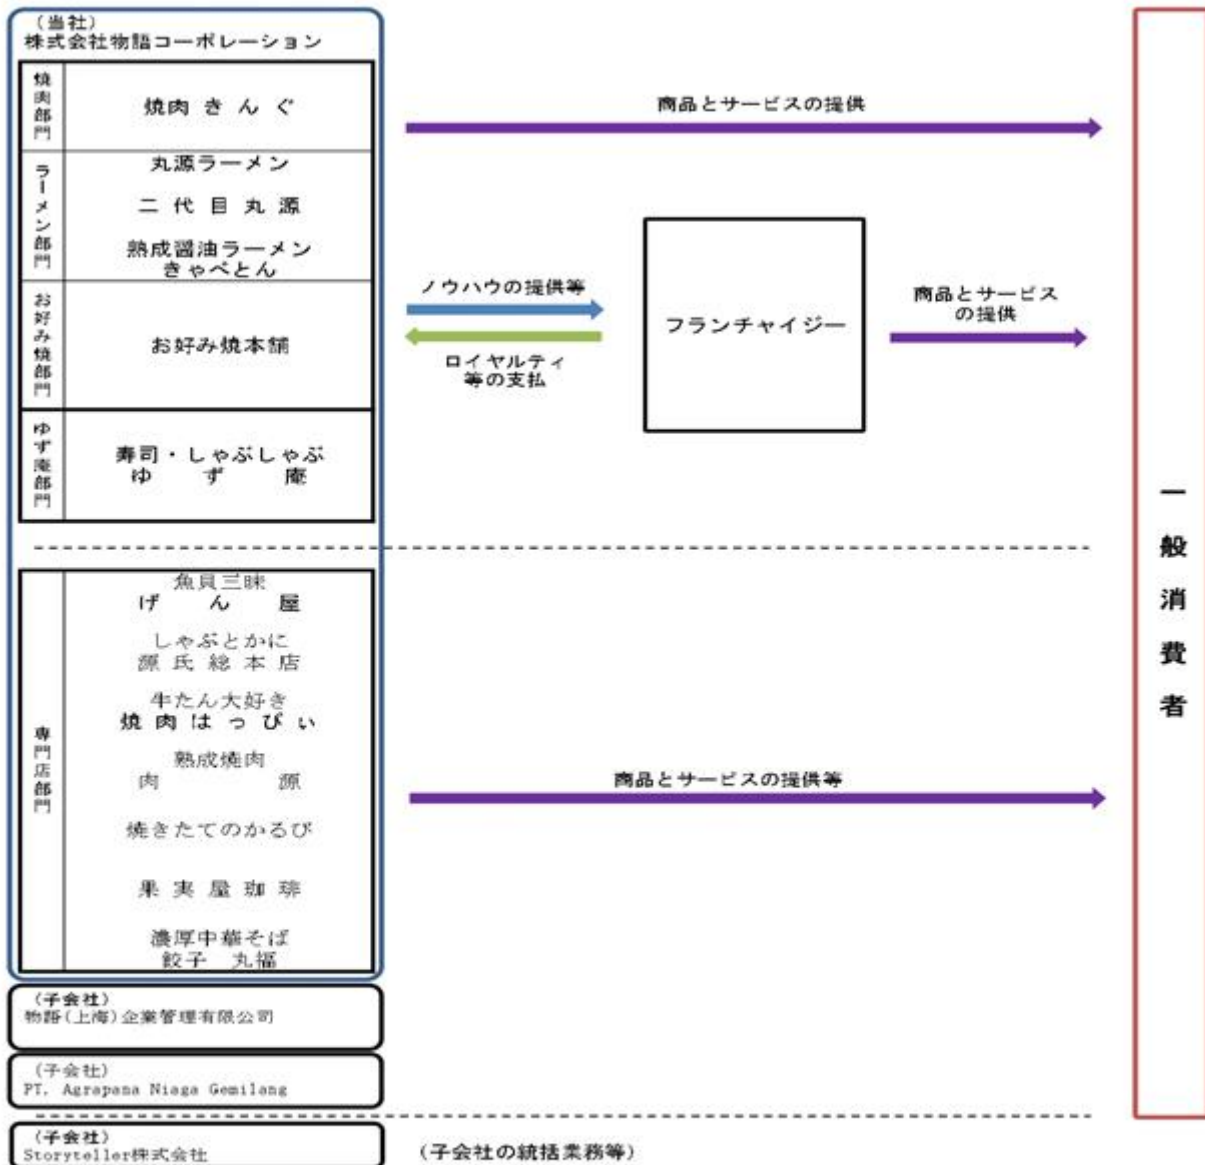 （当社）
株式会社物語コーポレーション
焼肉部門
焼肉きんぐ
商品とサービスの提供
ラーメン部門
丸源ラーメン
二代目丸源
熟成醤油ラーメン
きゃべとん
お好み焼部門
お好み焼本舗
ノウハウの提供等
ロイヤルティ
等の支払
フランチャイジー
商品とサービス
の提供
ゆず庵部門
寿司・しゃぶしゃぶ
ゆず庵
専門店部門
魚貝三昧
げん屋
しゃぶとかに
源氏総本店
牛たん大好き
焼肉はっぴぃ
熟成焼肉
肉源
焼きたてのかるび
果実屋珈琲
濃厚中華そば
餃子 丸福
商品とサービスの提供等
一般消費者
（子会社）
物語(上海)企業管理有限公司
（子会社）
PT. Agrapana Niaga Gemilang
（子会社）
Storyteller株式会社
（子会社の統括業務等）